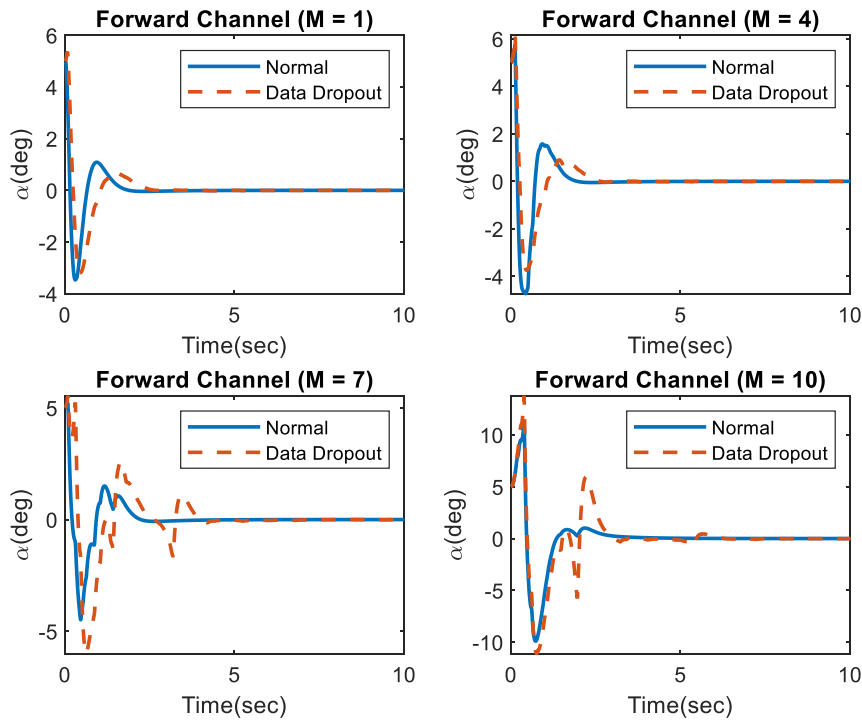 Forward Channel (M = 1)
6
4
2
0
-2
-4
α(deg)
Normal
Data Dropout
0
5
10
Time(sec)
Forward Channel (M = 4)
6
4
2
0
-2
-4
α(deg)
Normal
Data Dropout
0
5
10
Time(sec)
Forward Channel (M = 7)
5
0
-5
α(deg)
Normal
Data Dropout
0
5
10
Time(sec)
Forward Channel (M = 10)
10
5
0
-5
-10
α(deg)
Normal
Data Dropout
0
5
10
Time(sec)